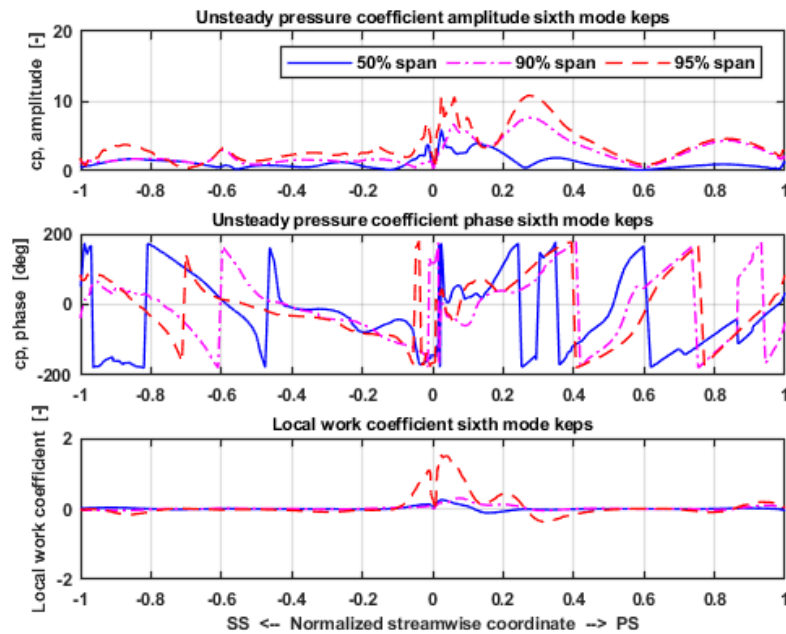 Unsteady pressure coefficient amplitude sixth mode keps
cp, amplitude [-]
20
10
0
50% span 90% span 95% span
-1 -0.8 -0.6 -0.4 -0.2 0 0.2 0.4 0.6 0.8 1
Unsteady pressure coefficient phase sixth mode keps
cp, phase [deg]
200
0
-200
-1 -0.8 -0.6 -0.4 -0.2 0 0.2 0.4 0.6 0.8 1
Local work coefficient sixth mode keps
Local work coefficient [-]
2
0
-2
-1 -0.8 -0.6 -0.4 -0.2 0 0.2 0.4 0.6 0.8 1
SS <-- Normalized streamwise coordinate --> PS